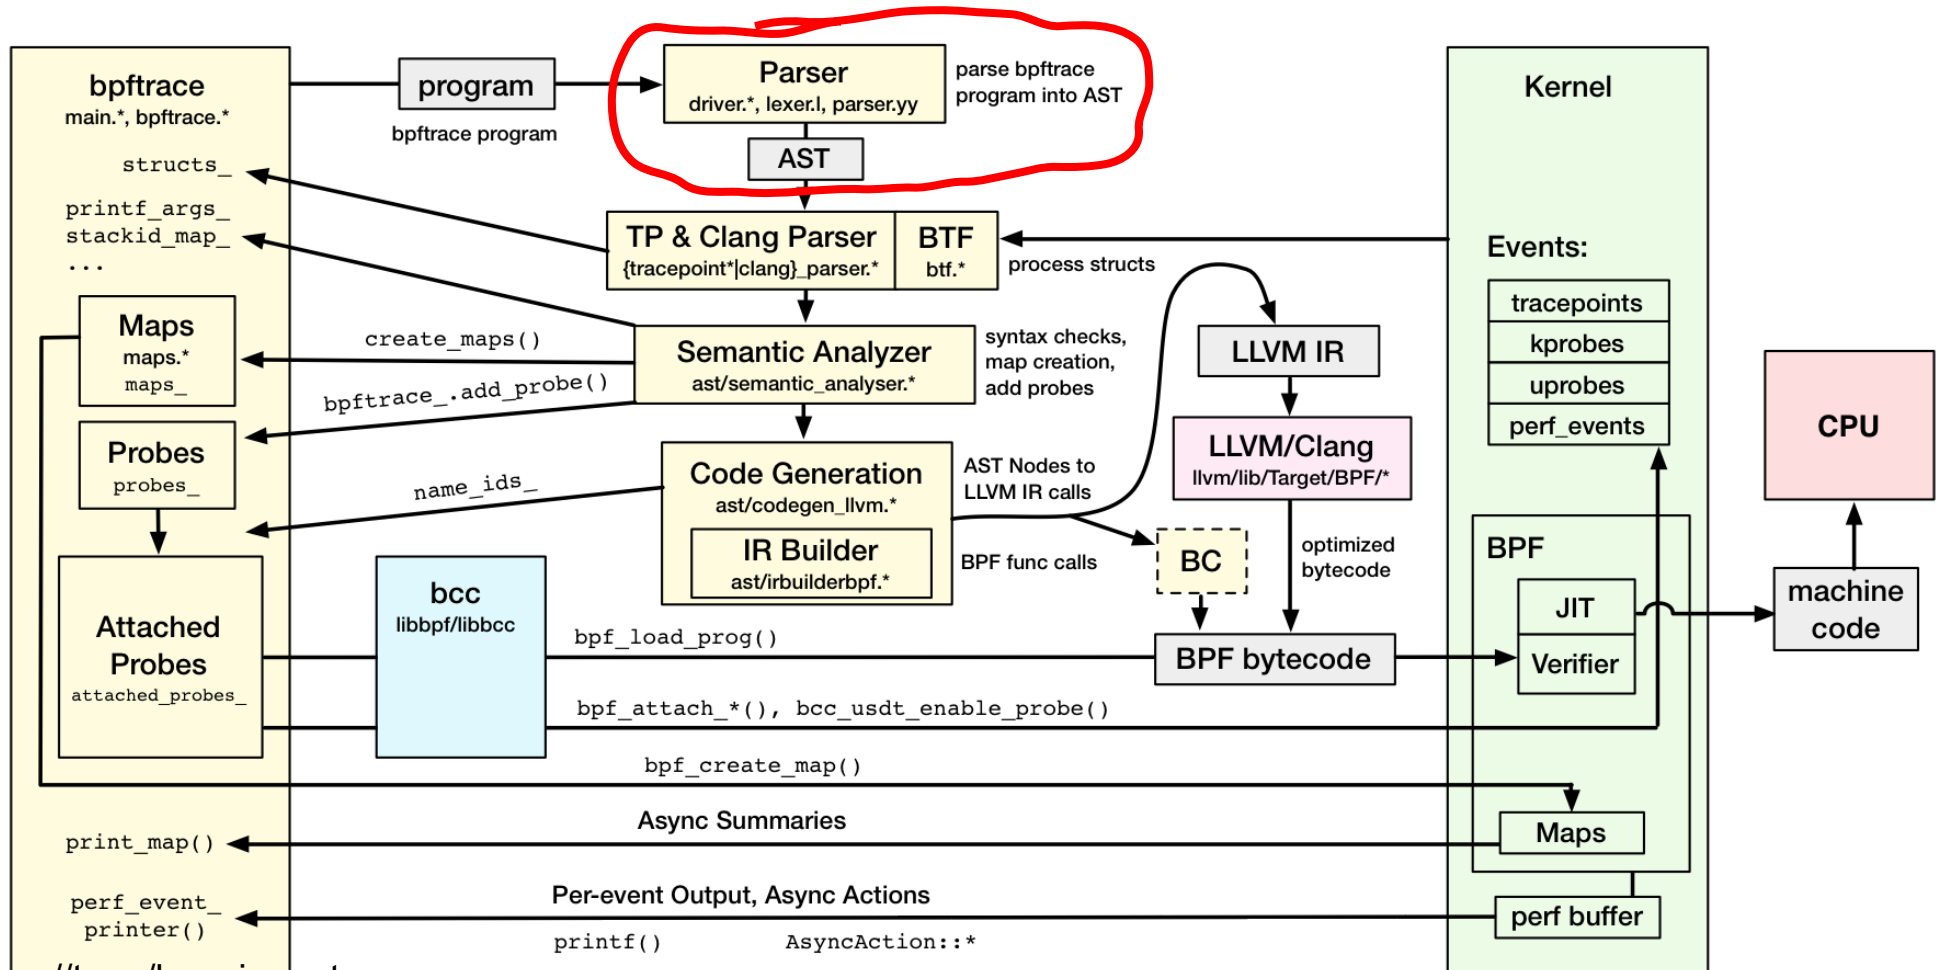 bpftrace
main.*, bpftrace.*
structs_
printf_args_
stackid_map_
...
Maps
maps.*
maps_
Probes
probes_
Attached
Probes
attached_probes_
print_map()
perf_event_
printer()
program
bpftrace program
Parser
driver.*, lexer.l, parser.yy
parse bpftrace
program into AST
AST
TP & Clang Parser
{tracepoint*|clang}_parser.*
BTF
btf.*
process structs
create_maps()
bpftrace_.add_probe()
name_ids_
Semantic Analyzer
ast/semantic_analyser.*
syntax checks,
map creation,
add probes
Code Generation
ast/codegen_llvm.*
IR Builder
ast/irbuilderbpf.*
AST Nodes to
LLVM IR calls
BPF func calls
LLVM IR
LLVM/Clang
llvm/lib/Target/BPF/*
optimized
bytecode
BC
BPF bytecode
bcc
libbpf/libbcc
bpf_load_prog()
bpf_attach_*(), bcc_usdt_enable_probe()
bpf_create_map()
Async Summaries
Per-event Output, Async Actions
printf()
AsyncAction::*
Kernel
Events:
tracepoints
kprobes
uprobes
perf_events
BPF
JIT
Verifier
Maps
perf buffer
CPU
machine
code